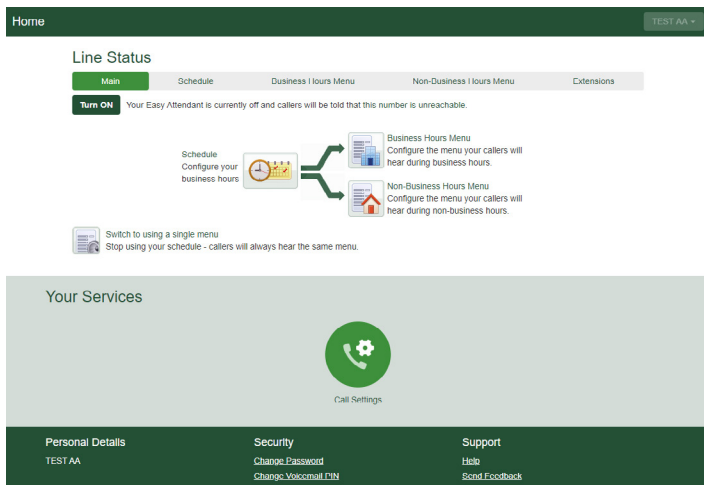 Home
TEST AA
Line Status
Main
Schedule
Business Hours Menu
Non-Business Hours Menu
Extensions
Turn ON
Your Easy Attendant is currently off and callers will be told that this number is unreachable.
Schedule
Configure your
business hours
Business Hours Menu
Configure the menu your callers will
hear during business hours.
Non-Business Hours Menu
Configure the menu your callers will
hear during non-business hours.
Switch to using a single menu
Stop using your schedule - callers will always hear the same menu.
Your Services
Call Settings
Personal Details
Security
Support
TEST AA
Change Password
Help
Change Voicemail PIN
Send Feedback